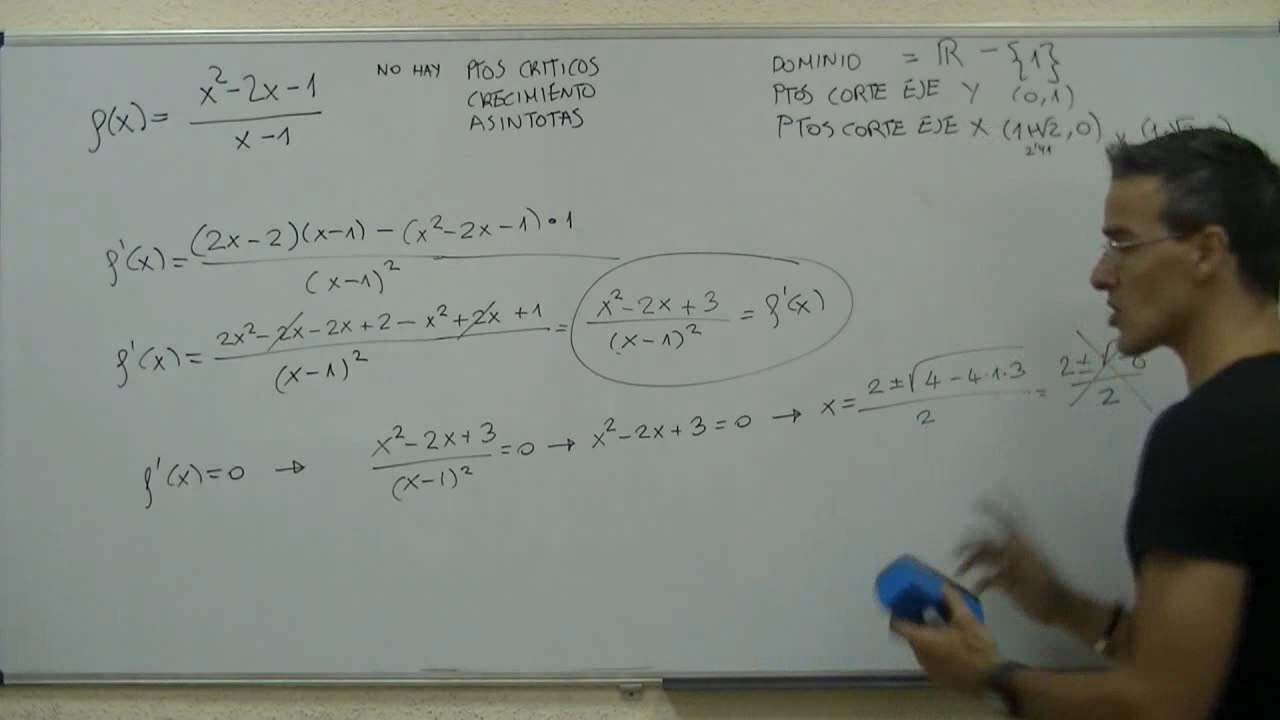 f(x) = (x² - 2x - 1) / (x - 1)
NO HAY PTOS CRITICOS
CRECIMIENTO
ASINTOTAS
DOMINIO = ℝ - {1}
PTOS CORTE EJE Y (0,1)
PTOS CORTE EJE X (1+√2, 0) y
2'41
f'(x) = ((2x - 2)(x - 1) - (x² - 2x - 1) • 1) / (x - 1)²
f'(x) = (2x² - 2x - 2x + 2 - x² + 2x + 1) / (x - 1)² = (x² - 2x + 3) / (x - 1)² = f'(x)
f'(x) = 0 → (x² - 2x + 3) / (x - 1)² = 0 → x² - 2x + 3 = 0 → x = (2 ± √(4 - 4·1·3)) / 2 = (2 ± √-8) / 2